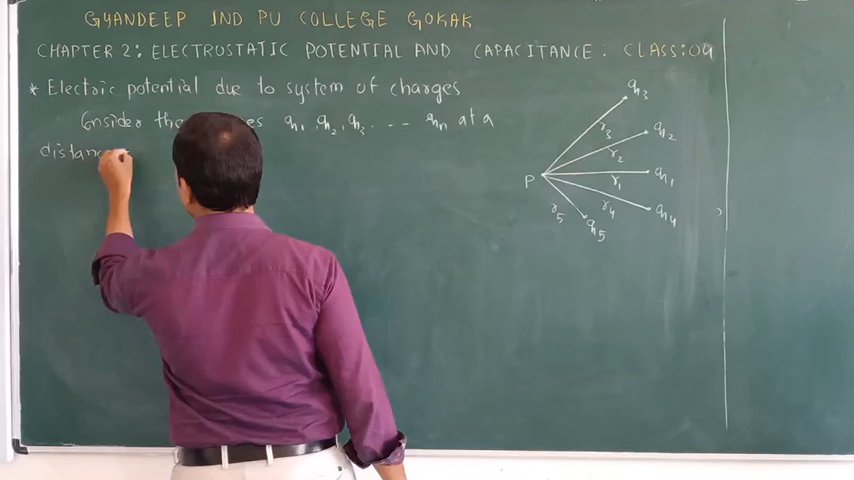 GYANDEEP IND PU COLLEGE GOKAK
CHAPTER 2: ELECTROSTATIC POTENTIAL AND CAPACITANCE. CLASS:04
* Electric potential due to system of charges
Consider the es q1, q2, q3 .... qn at a
distanc
q3
r3
q2
r2
P
r1
q1
r4
q4
r5
q5